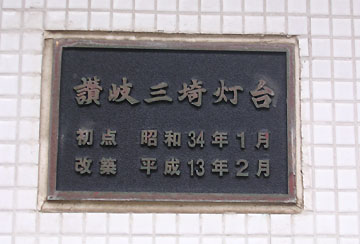 讃岐三埼灯台
初点 昭和34年1月
改築 平成13年2月